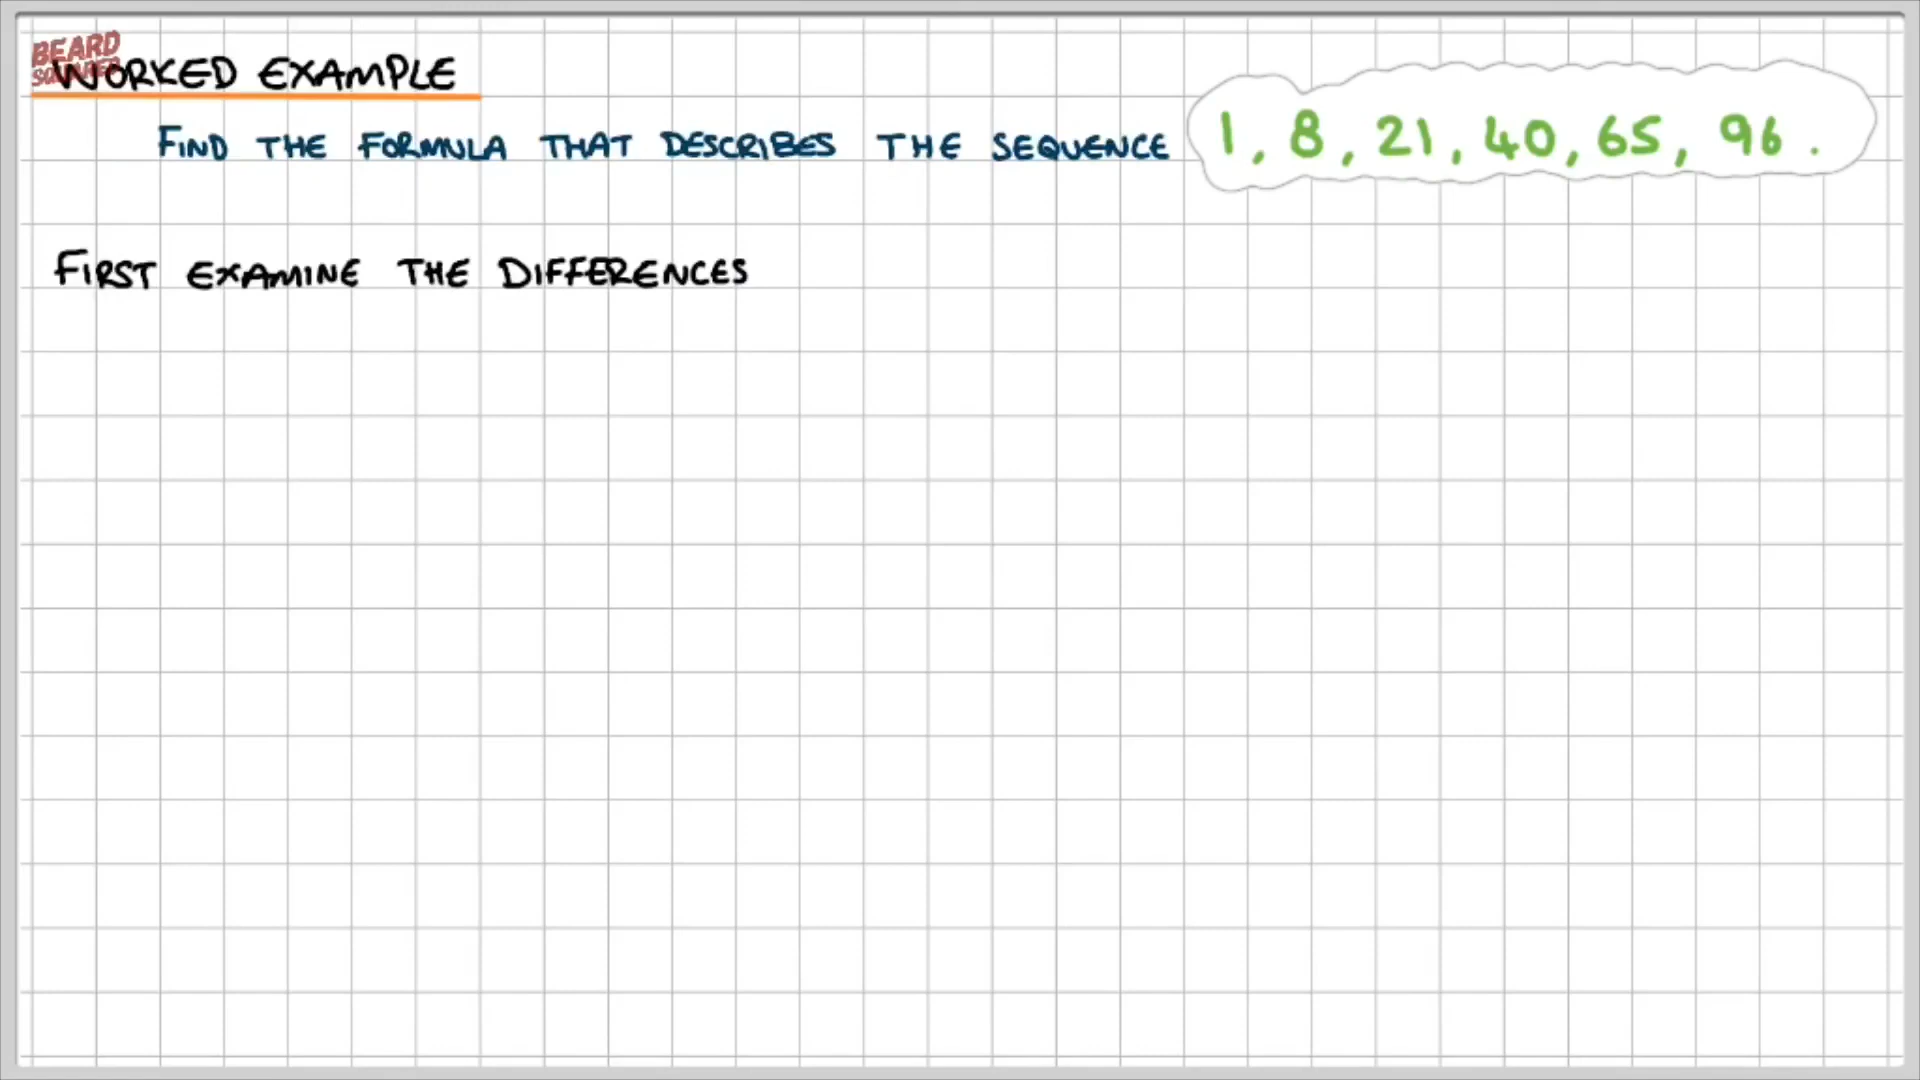 BEARD
SQUARED
WORKED EXAMPLE
FIND THE FORMULA THAT DESCRIBES THE SEQUENCE 1, 8, 21, 40, 65, 96.
FIRST EXAMINE THE DIFFERENCES